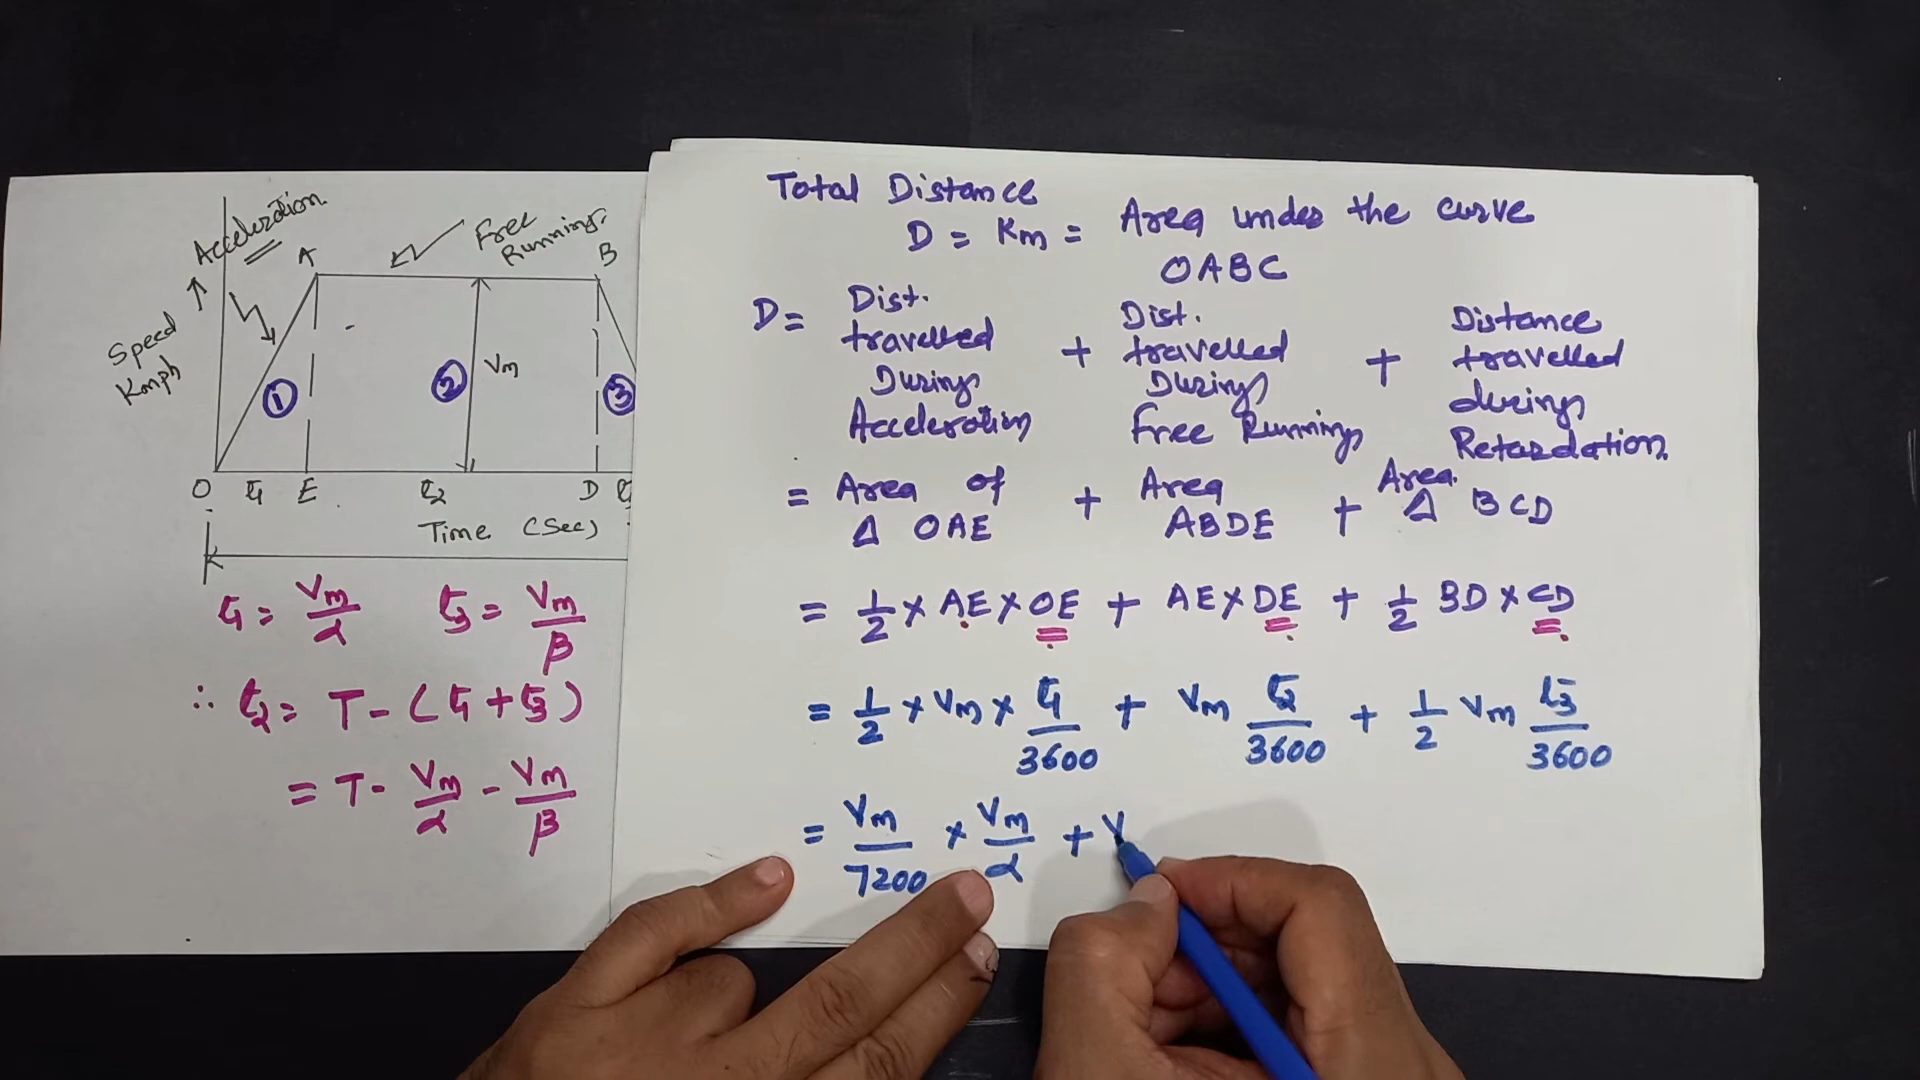 Acceleration
Free
Running.
A
B
Speed
Kmph
1
2
Vm
3
O t1 E t2 D
Time (Sec)
t1 = Vm/α t3 = Vm/β
∴ t2 = T - (t1 + t3)
= T - Vm/α - Vm/β
Total Distance
D = Km = Area under the curve
OABC
D = Dist. travelled During Acceleration + Dist. travelled During Free Running + Distance travelled during Retardation.
= Area of Δ OAE + Area ABDE + Area Δ BCD
= 1/2 × AE × OE + AE × DE + 1/2 BD × CD
= 1/2 × Vm × t1/3600 + Vm t2/3600 + 1/2 Vm t3/3600
= Vm/7200 × Vm/α + V